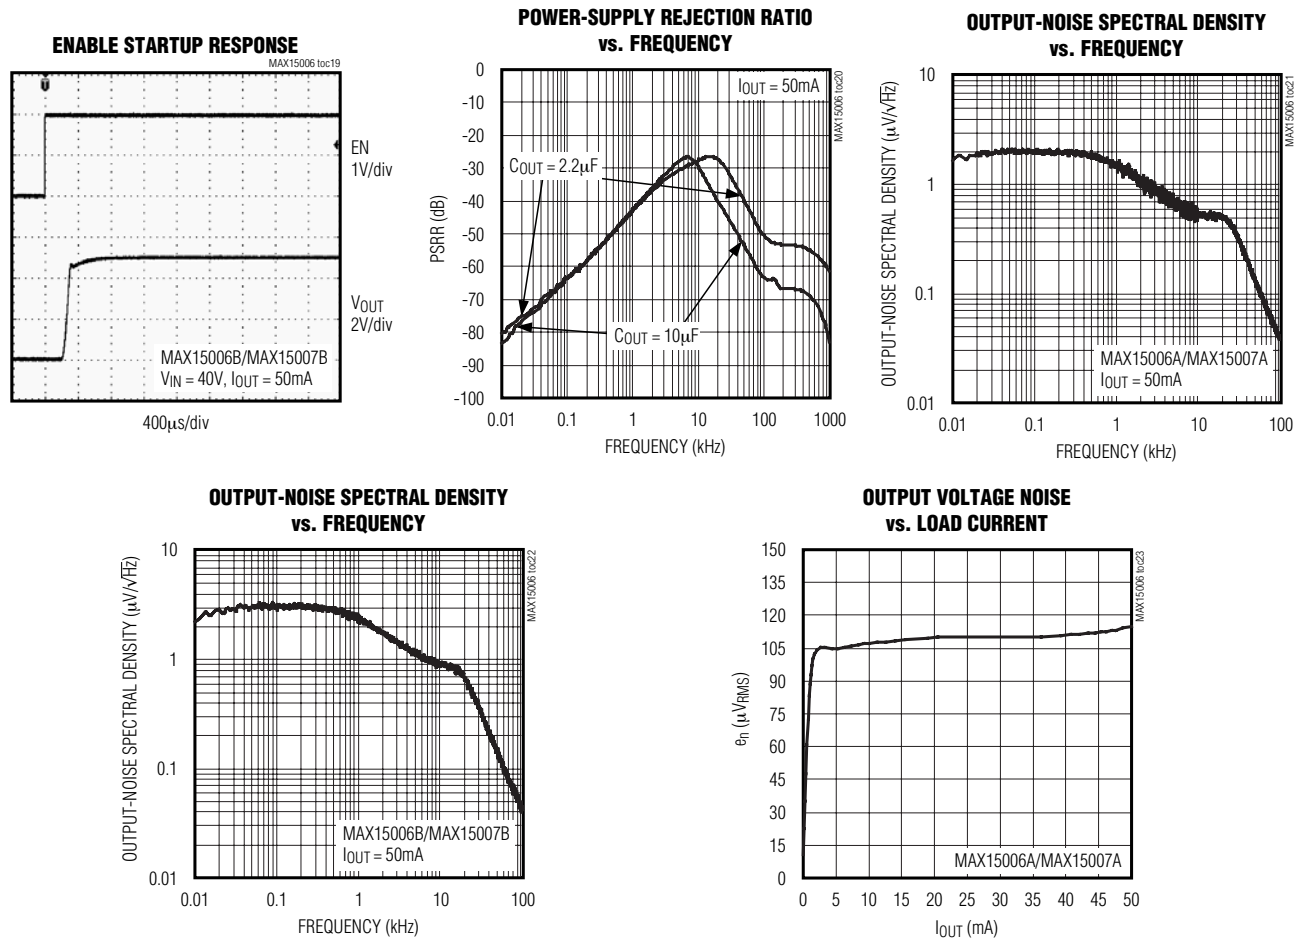 ENABLE STARTUP RESPONSE
MAX15006 toc19
EN
1V/div
VOUT
2V/div
MAX15006B/MAX15007B
VIN = 40V, IOUT = 50mA
400μs/div
POWER-SUPPLY REJECTION RATIO
vs. FREQUENCY
MAX15006 toc20
IOUT = 50mA
COUT = 2.2μF
COUT = 10μF
PSRR (dB)
0
-10
-20
-30
-40
-50
-60
-70
-80
-90
-100
0.01 0.1 1 10 100 1000
FREQUENCY (kHz)
OUTPUT-NOISE SPECTRAL DENSITY
vs. FREQUENCY
MAX15006 toc21
OUTPUT-NOISE SPECTRAL DENSITY (μV/√Hz)
10
1
0.1
0.01
MAX15006A/MAX15007A
IOUT = 50mA
0.01 0.1 1 10 100
FREQUENCY (kHz)
OUTPUT-NOISE SPECTRAL DENSITY
vs. FREQUENCY
MAX15006 toc22
OUTPUT-NOISE SPECTRAL DENSITY (μV/√Hz)
10
1
0.1
0.01
MAX15006B/MAX15007B
IOUT = 50mA
0.01 0.1 1 10 100
FREQUENCY (kHz)
OUTPUT VOLTAGE NOISE
vs. LOAD CURRENT
MAX15006 toc23
en (μVRMS)
150
135
120
105
90
75
60
45
30
15
0
MAX15006A/MAX15007A
0 5 10 15 20 25 30 35 40 45 50
IOUT (mA)